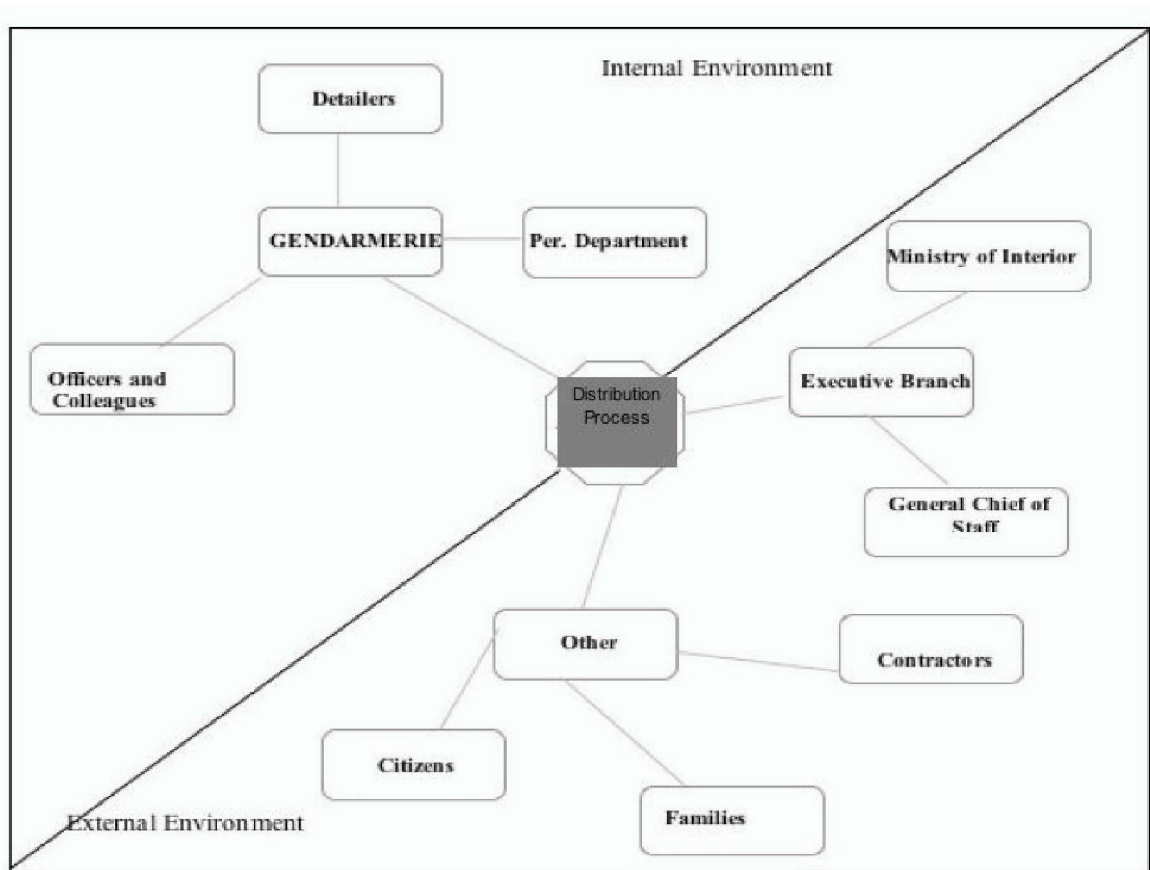 Internal Environment
Detailers
GENDARMERIE
Per. Department
Ministry of Interior
Officers and
Colleagues
Distribution
Process
Executive Branch
General Chief of
Staff
Other
Contractors
Citizens
Families
External Environment